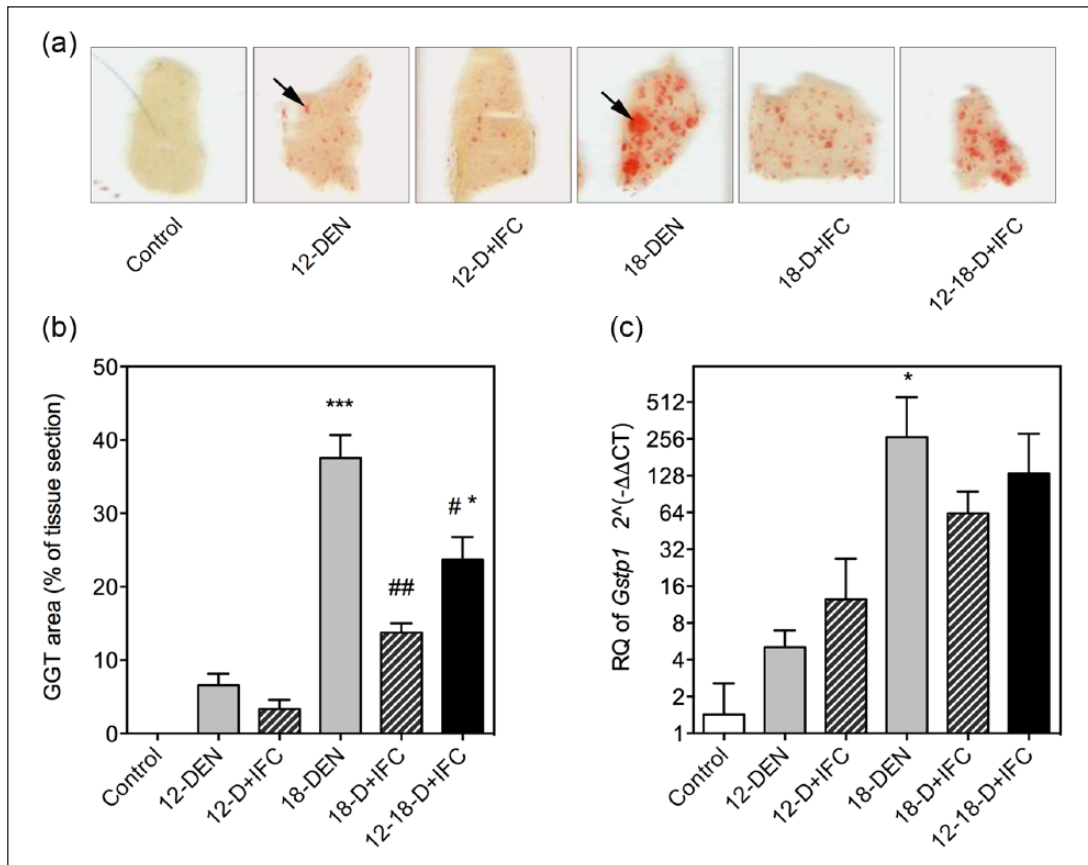 (a)
Control
12-DEN
12-D+IFC
18-DEN
18-D+IFC
12-18-D+IFC
(b)
GGT area (% of tissue section)
50
40
30
20
10
0
***
##
# *
Control
12-DEN
12-D+IFC
18-DEN
18-D+IFC
12-18-D+IFC
(c)
RQ of Gstp1 2^(-ΔΔCT)
512
256
128
64
32
16
8
4
2
1
*
Control
12-DEN
12-D+IFC
18-DEN
18-D+IFC
12-18-D+IFC